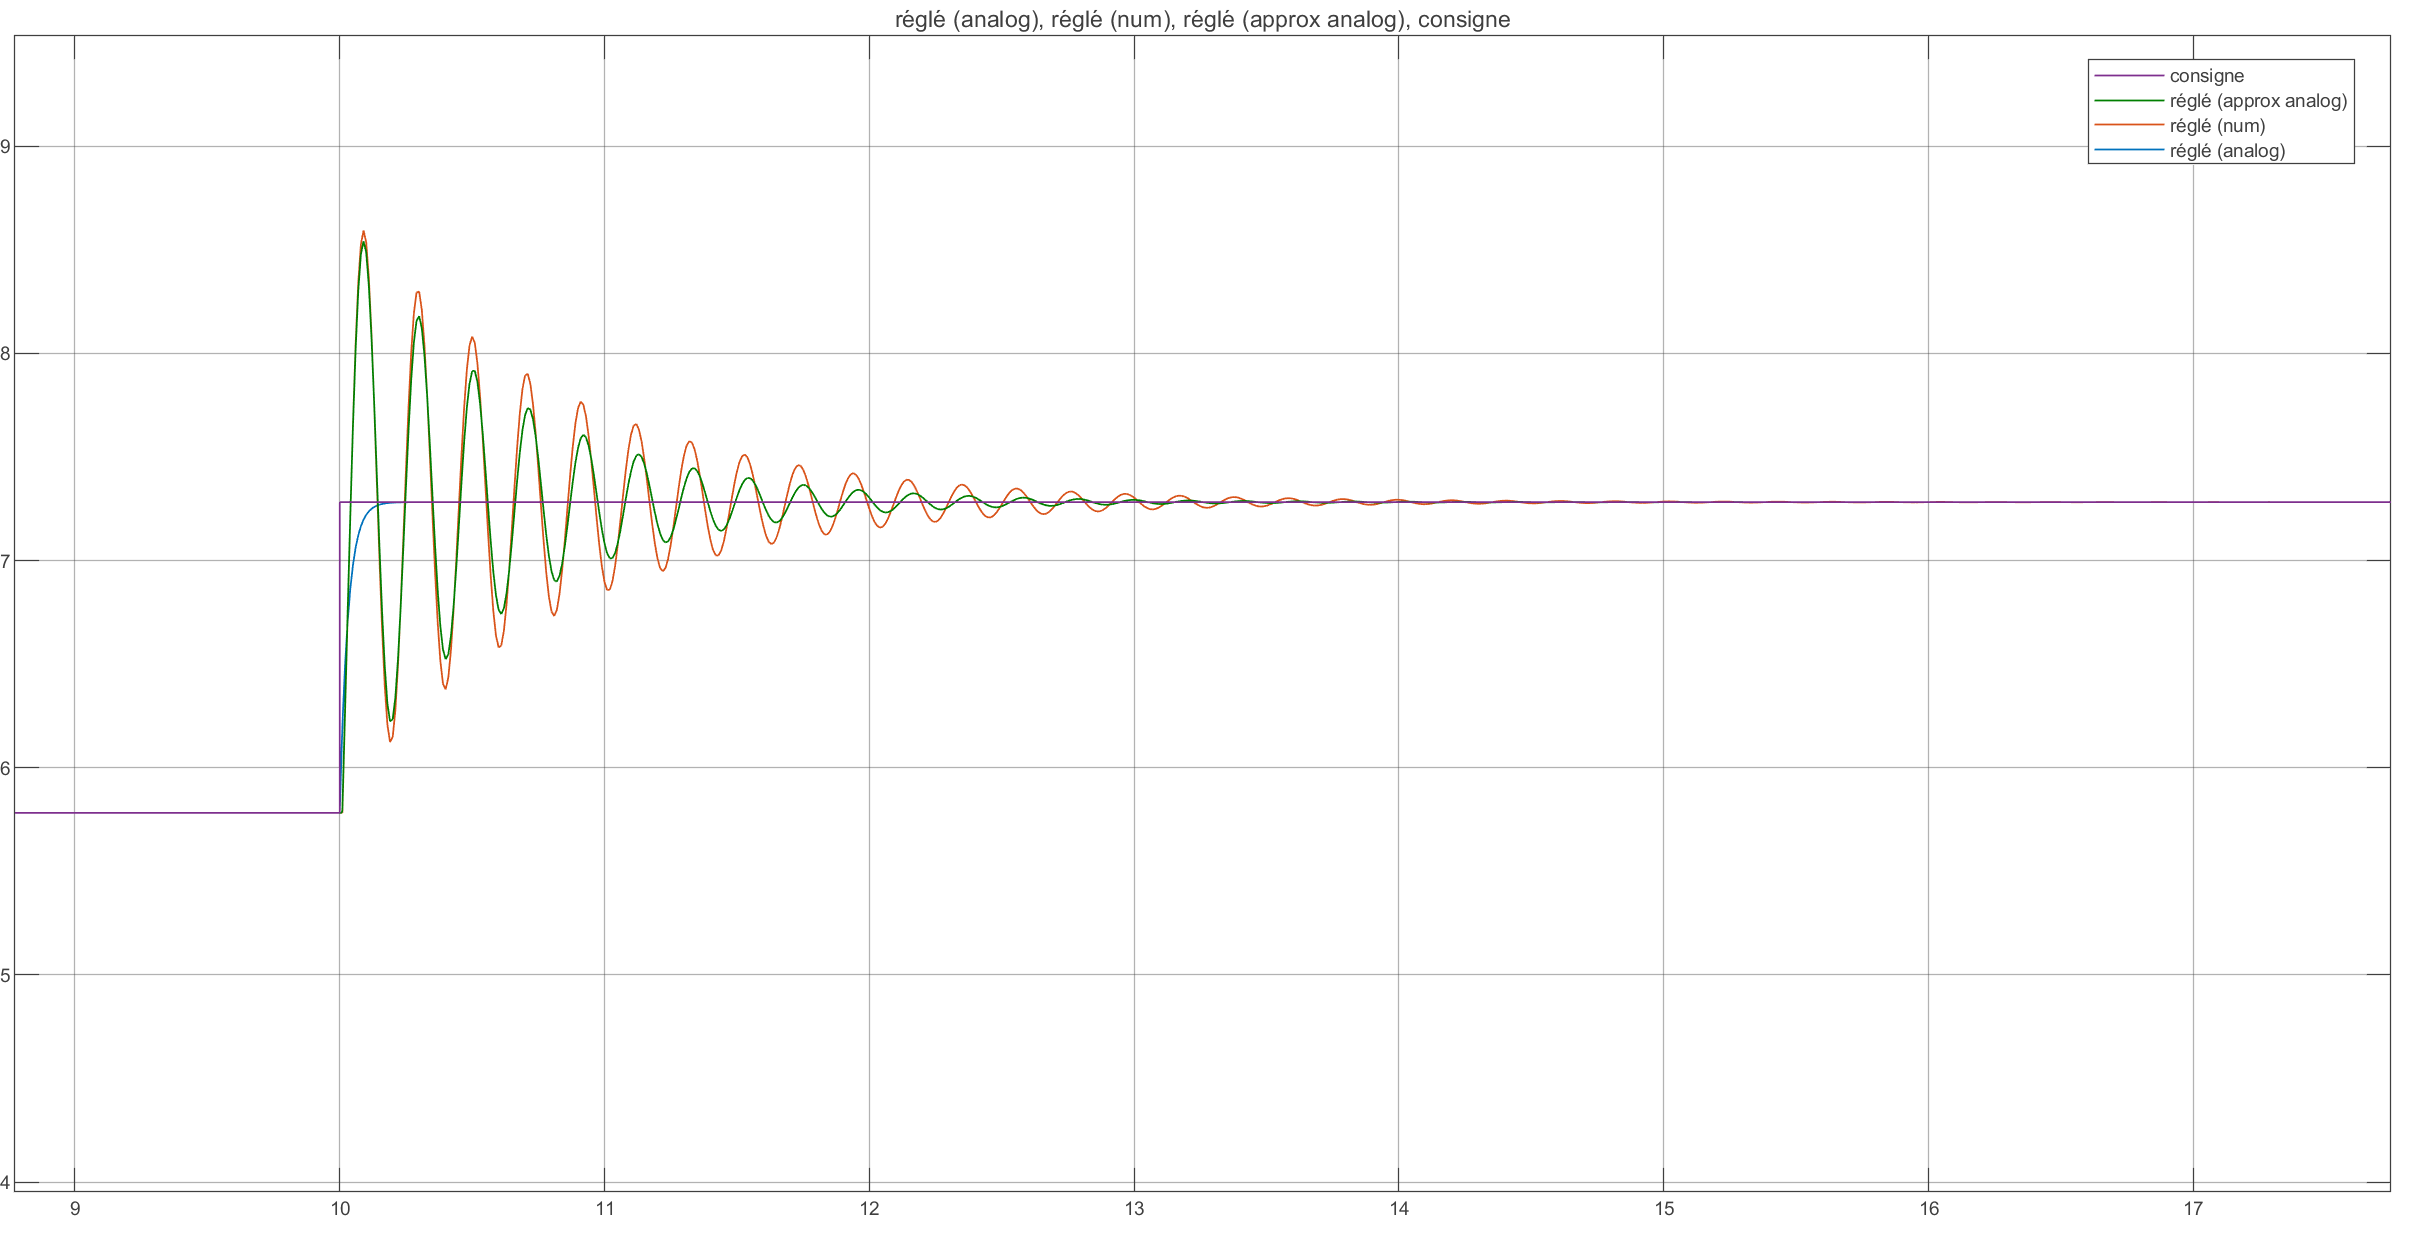 réglé (analog), réglé (num), réglé (approx analog), consigne
consigne
réglé (approx analog)
réglé (num)
réglé (analog)
9
8
7
6
5
4
9 10 11 12 13 14 15 16 17